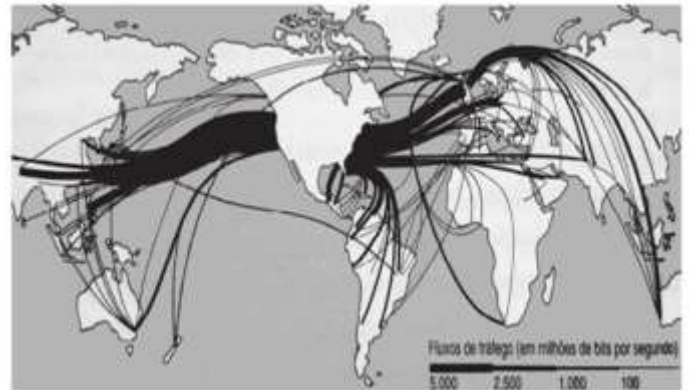 Fluxos de tráfego (em milhões de bits por segundo)
5.000 2.500 1.000 100